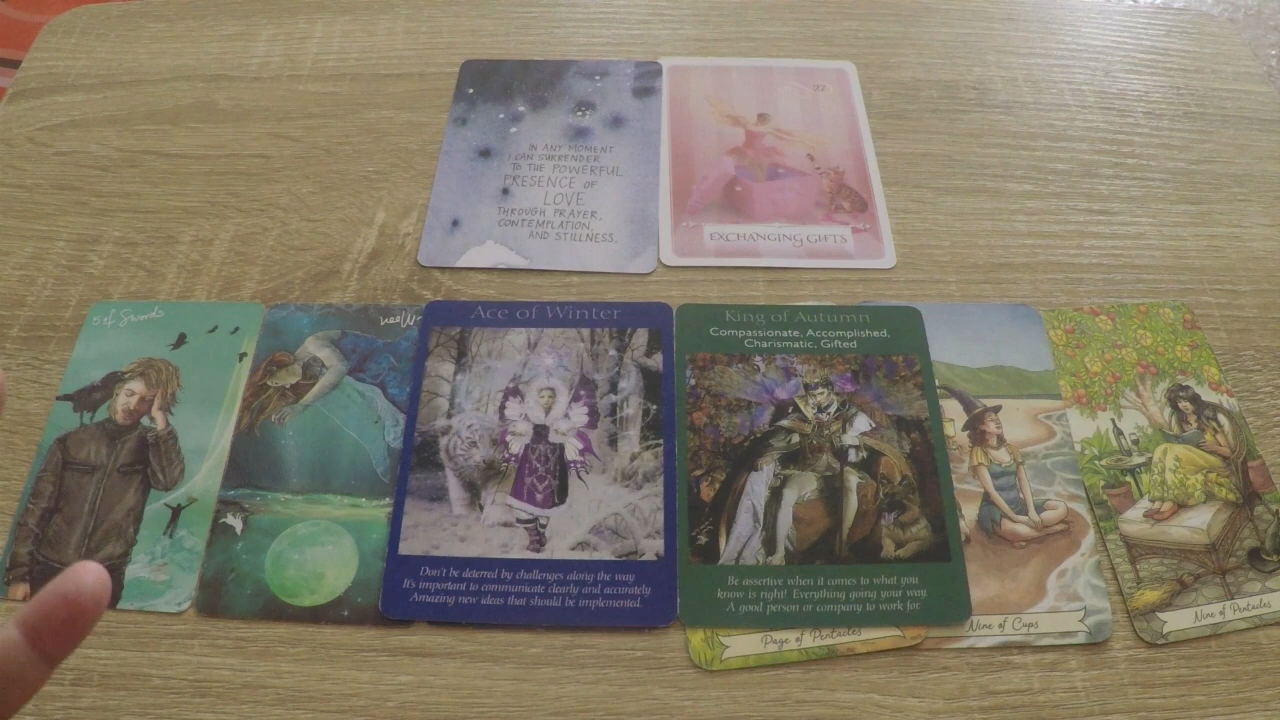 IN ANY MOMENT
I CAN SURRENDER
TO THE POWERFUL
PRESENCE OF
LOVE
THROUGH PRAYER,
CONTEMPLATION,
AND STILLNESS.
27
EXCHANGING GIFTS
5 of Swords
Ace of Winter
Don't be deterred by challenges along the way
It's important to communicate clearly and accurately
Amazing new ideas that should be implemented.
King of Autumn
Compassionate, Accomplished,
Charismatic, Gifted
Be assertive when it comes to what you
know is right! Everything going your way.
A good person or company to work for
Page of Pentacles
Nine of Cups
Nine of Pentacles